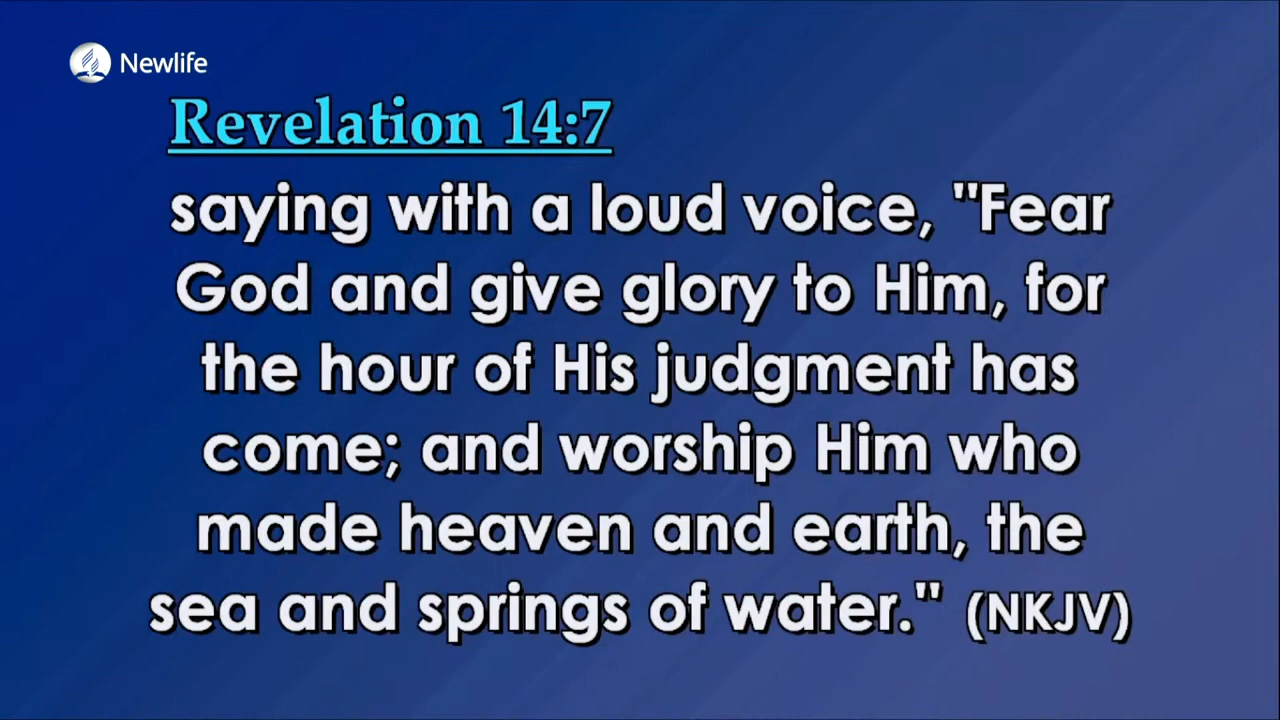 Newlife
Revelation 14:7
saying with a loud voice, "Fear
God and give glory to Him, for
the hour of His judgment has
come; and worship Him who
made heaven and earth, the
sea and springs of water." (NKJV)